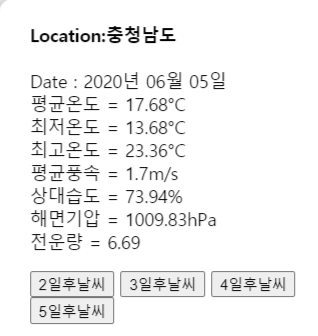 Location:충청남도
Date : 2020년 06월 05일
평균온도 = 17.68°C
최저온도 = 13.68°C
최고온도 = 23.36°C
평균풍속 = 1.7m/s
상대습도 = 73.94%
해면기압 = 1009.83hPa
전운량 = 6.69
2일후날씨 3일후날씨 4일후날씨
5일후날씨